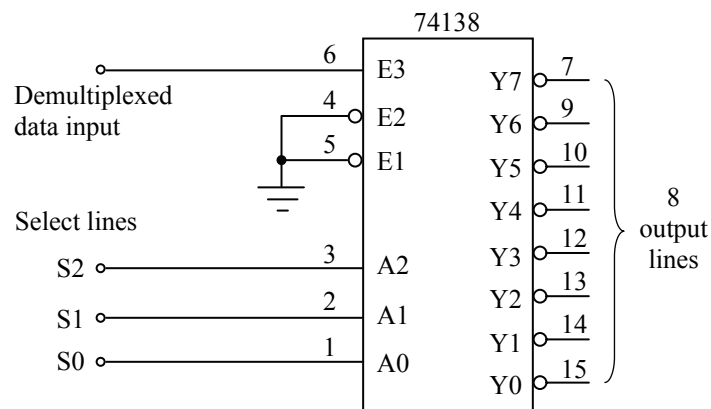 74138
6
E3
Demultiplexed
data input
4
E2
5
E1
Select lines
S2
3
A2
S1
2
A1
S0
1
A0
Y7
7
Y6
9
Y5
10
Y4
11
Y3
12
Y2
13
Y1
14
Y0
15
8
output
lines